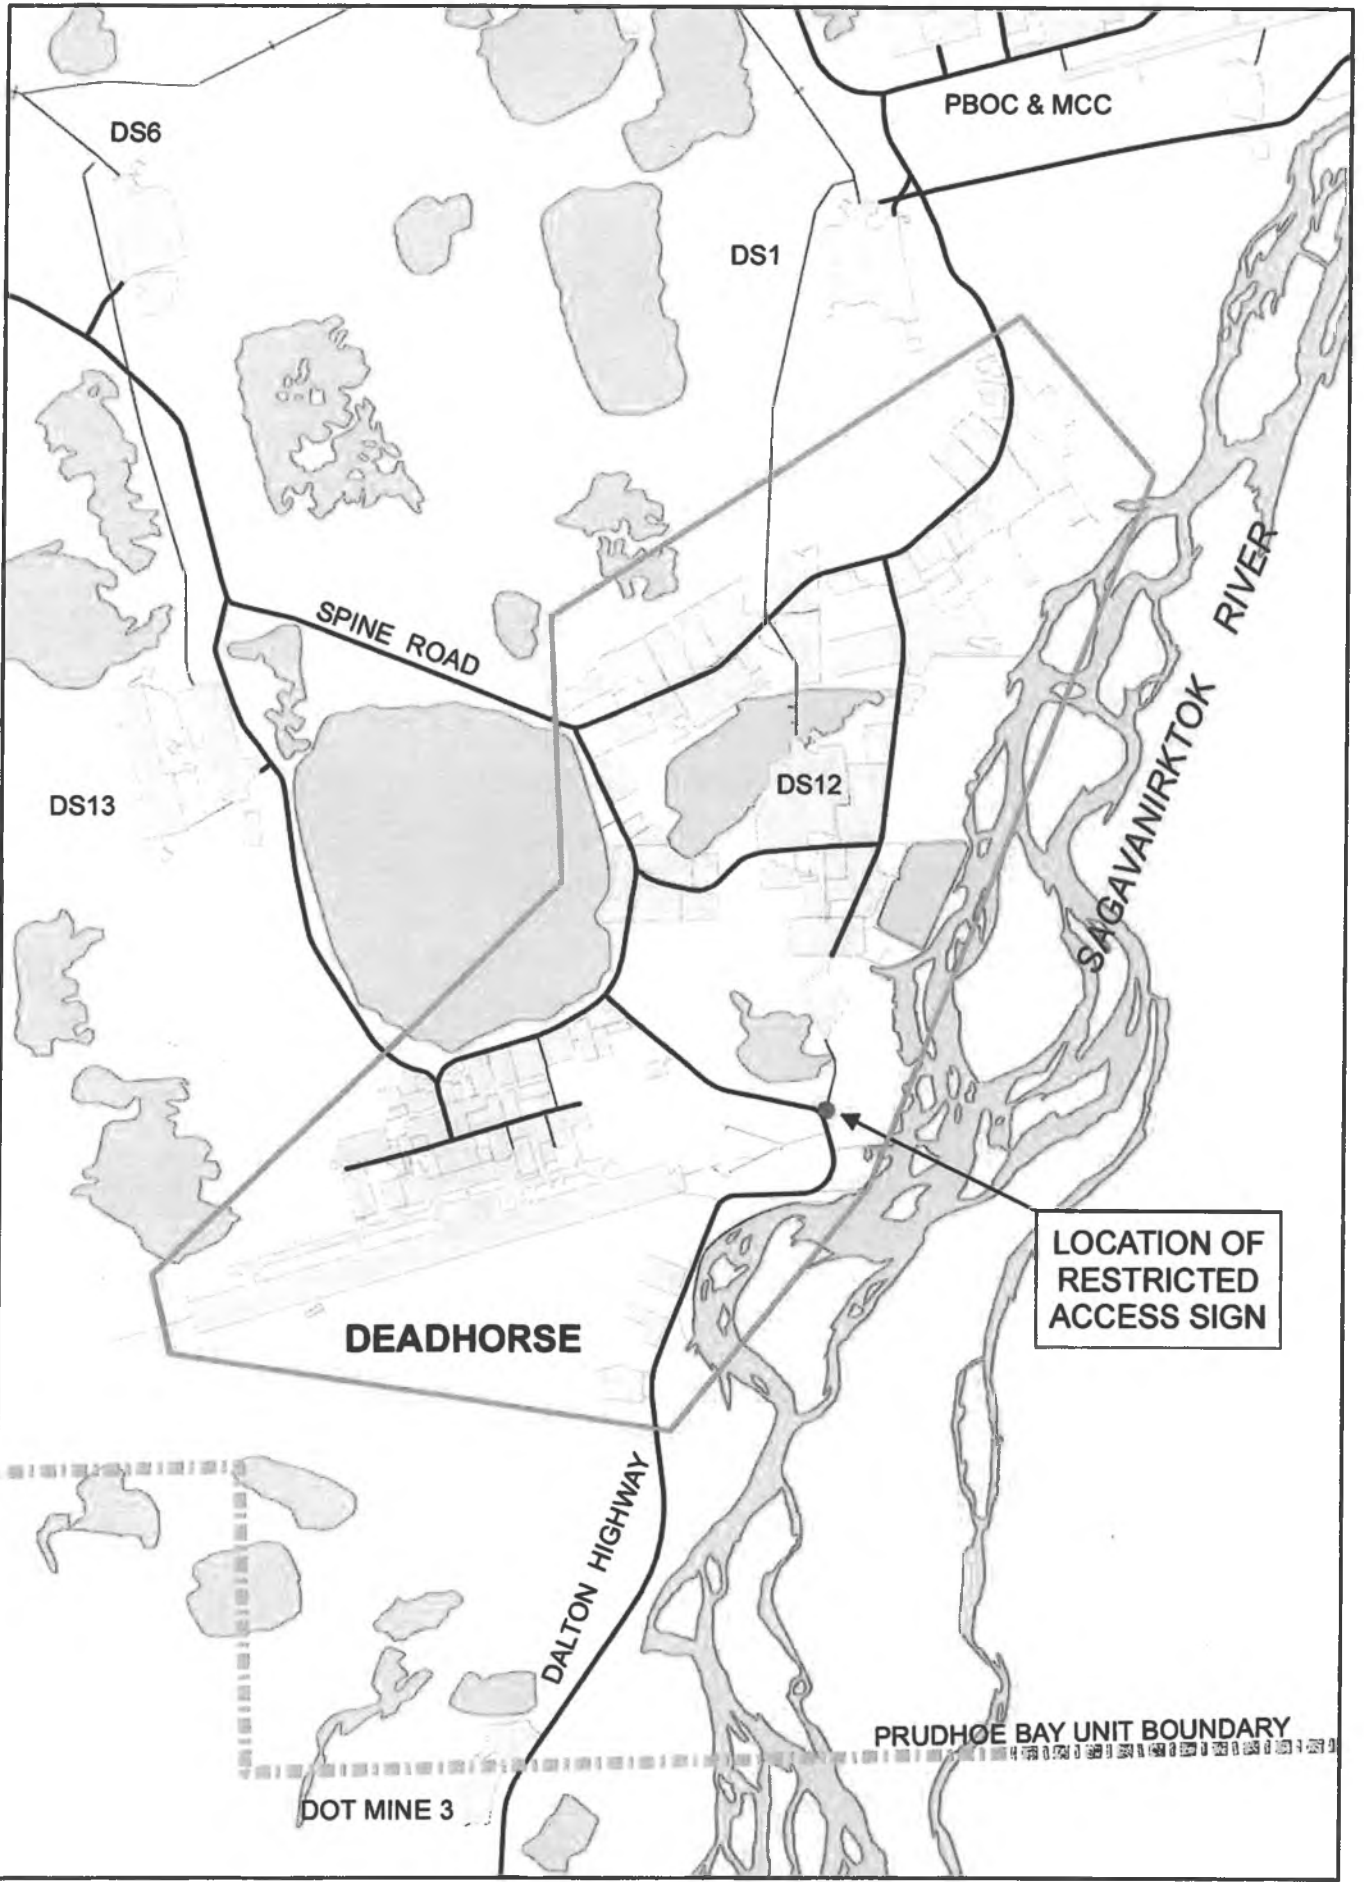 DS6
PBOC & MCC
DS1
SPINE ROAD
SAGAVANIRKTOK RIVER
DS13
DS12
LOCATION OF
RESTRICTED
ACCESS SIGN
DEADHORSE
DALTON HIGHWAY
PRUDHOE BAY UNIT BOUNDARY
DOT MINE 3